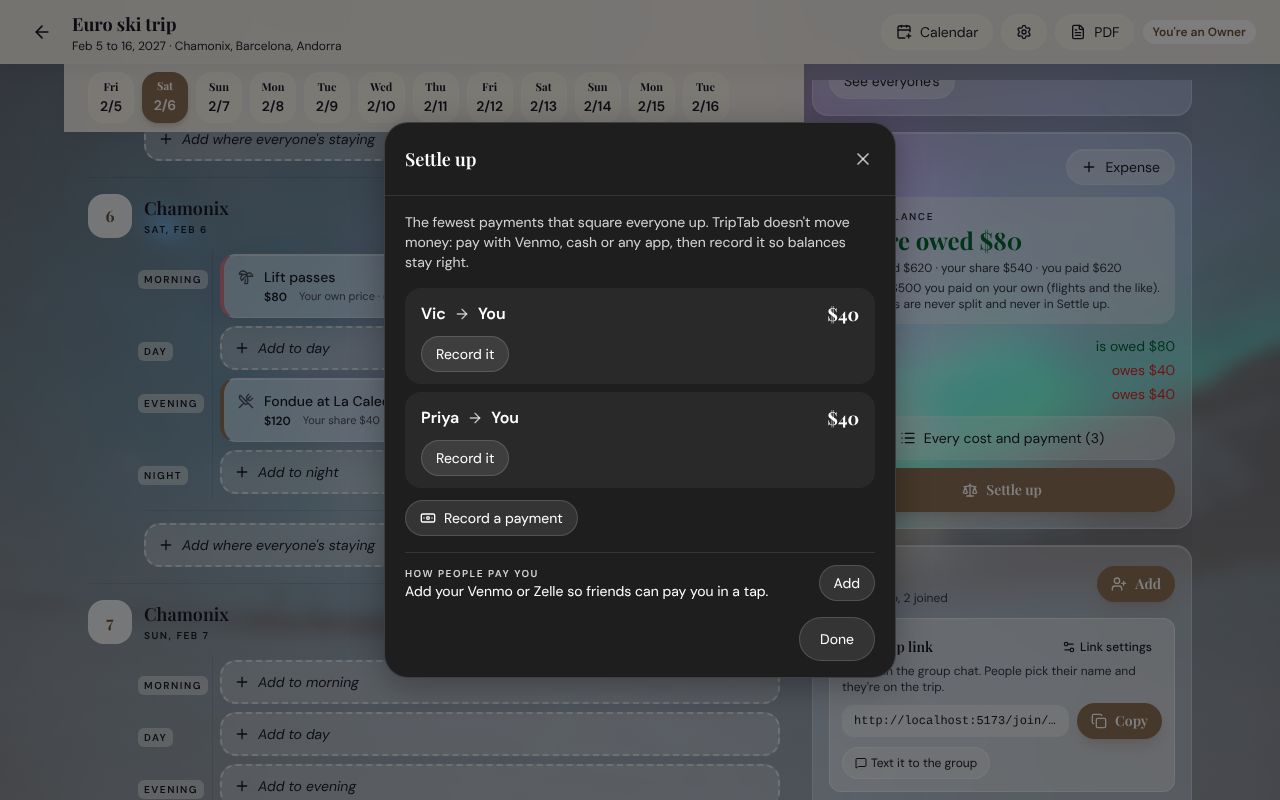 Euro ski trip
Feb 5 to 16, 2027 · Chamonix, Barcelona, Andorra
Calendar
PDF
You're an Owner
Fri 2/5
Sat 2/6
Sun 2/7
Mon 2/8
Tue 2/9
Wed 2/10
Thu 2/11
Fri 2/12
Sat 2/13
Sun 2/14
Mon 2/15
Tue 2/16
See everyone's
Add where everyone's staying
6
Chamonix
SAT, FEB 6
MORNING
Lift passes
$80 Your own price ·
DAY
Add to day
EVENING
Fondue at La
$120 Your share $40
NIGHT
Add to night
Add where everyone's staying
7
Chamonix
SUN, FEB 7
MORNING
Add to morning
DAY
Add to day
EVENING
Add to evening
Settle up
The fewest payments that square everyone up. TripTab doesn't move
money: pay with Venmo, cash or any app, then record it so balances
stay right.
Vic → You
$40
Record it
Priya → You
$40
Record it
Record a payment
HOW PEOPLE PAY YOU
Add your Venmo or Zelle so friends can pay you in a tap.
Add
Done
Expense
owed $80
$620 · your share $540 · you paid $620
$500 you paid on your own (flights and the like).
are never split and never in Settle up.
is owed $80
owes $40
owes $40
Every cost and payment (3)
Settle up
2 joined
Add
link
Link settings
in the group chat. People pick their name and
they're on the trip.
http://localhost:5173/join/…
Copy
Text it to the group